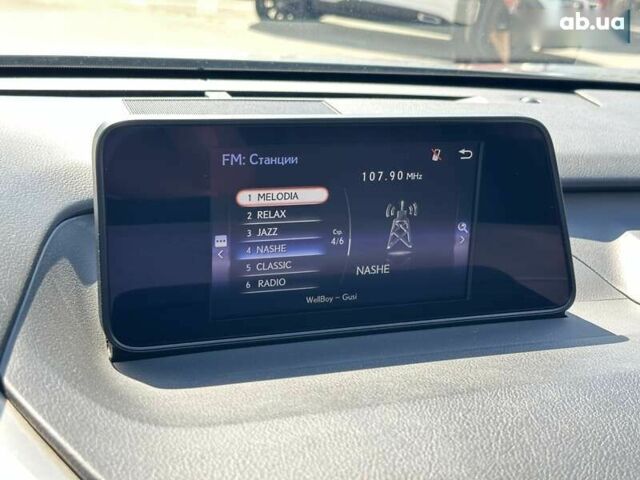 ab.ua
FM: Станции
107.90 MHz
1 MELODIA
2 RELAX
3 JAZZ
4 NASHE
5 CLASSIC
6 RADIO
Стр.
4/6
NASHE
WellBoy – Gusi